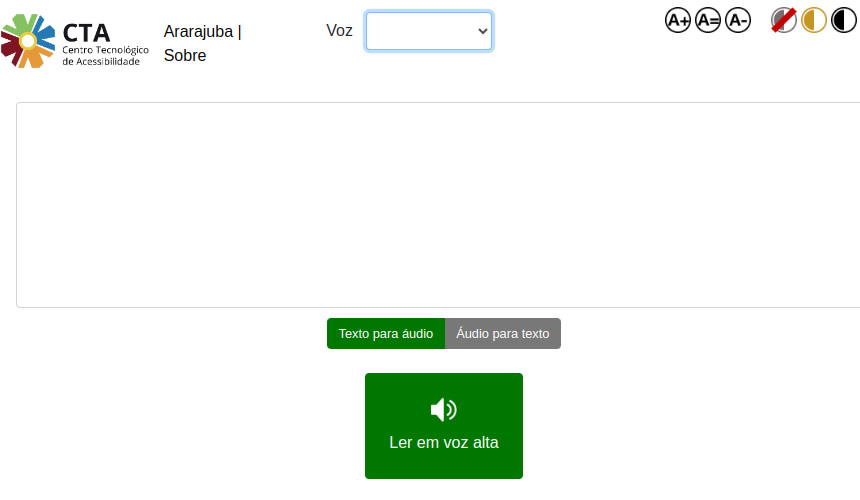 CTA
Centro Tecnológico
de Acessibilidade
Ararajuba |
Sobre
Voz
A+ A= A-
Texto para áudio
Áudio para texto
Ler em voz alta